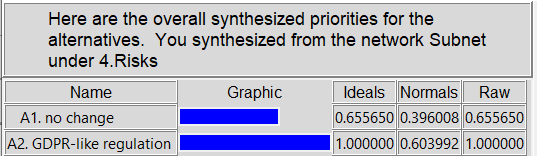 Here are the overall synthesized priorities for the
alternatives. You synthesized from the network Subnet
under 4.Risks
Name Graphic Ideals Normals Raw
A1. no change 0.655650 0.396008 0.655650
A2. GDPR-like regulation 1.000000 0.603992 1.000000